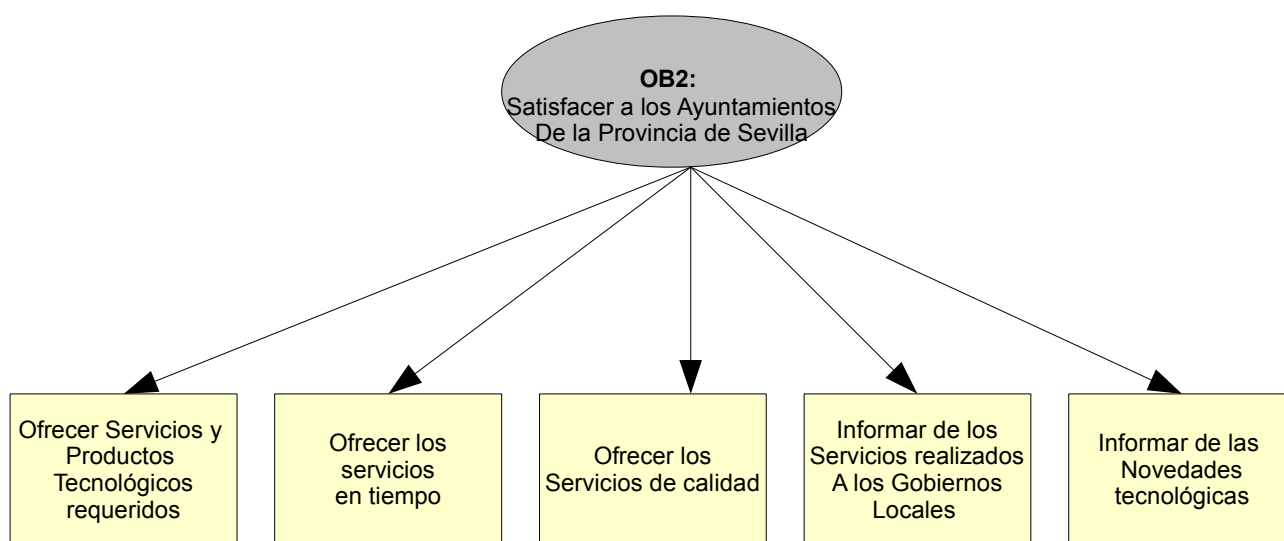 OB2:
Satisfacer a los Ayuntamientos
De la Provincia de Sevilla
Ofrecer Servicios y
Productos
Tecnológicos
requeridos
Ofrecer los
servicios
en tiempo
Ofrecer los
Servicios de calidad
Informar de los
Servicios realizados
A los Gobiernos
Locales
Informar de las
Novedades
tecnológicas